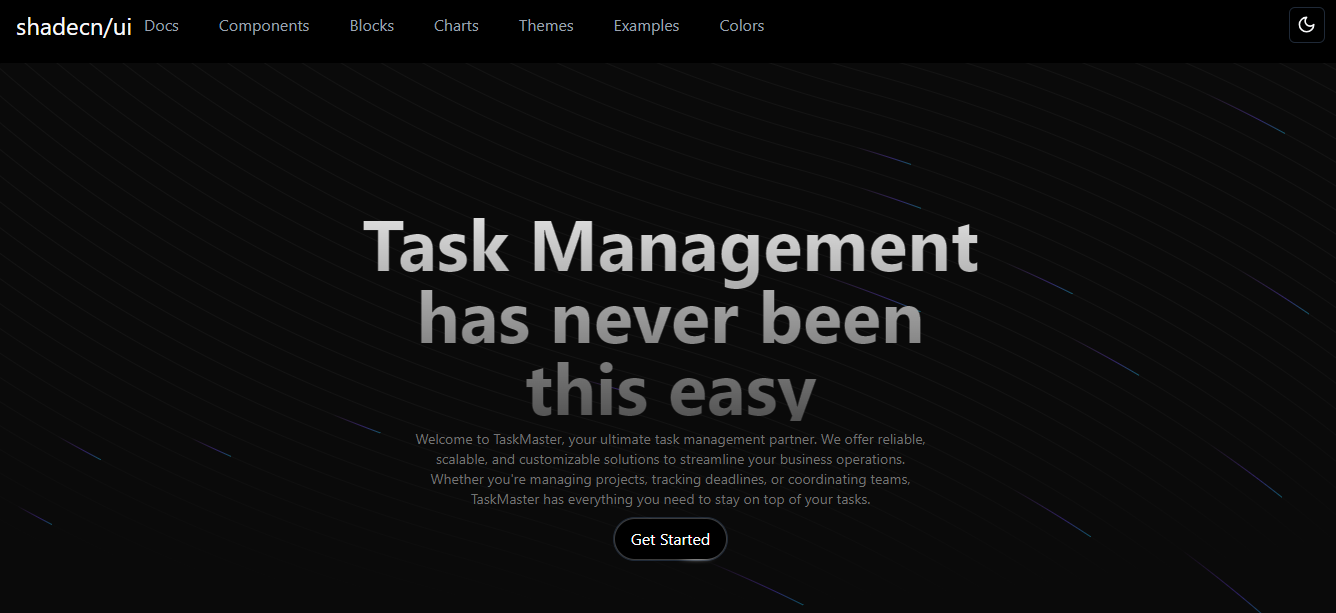 shadecn/ui Docs Components Blocks Charts Themes Examples Colors
Task Management
has never been
this easy
Welcome to TaskMaster, your ultimate task management partner. We offer reliable,
scalable, and customizable solutions to streamline your business operations.
Whether you're managing projects, tracking deadlines, or coordinating teams,
TaskMaster has everything you need to stay on top of your tasks.
Get Started